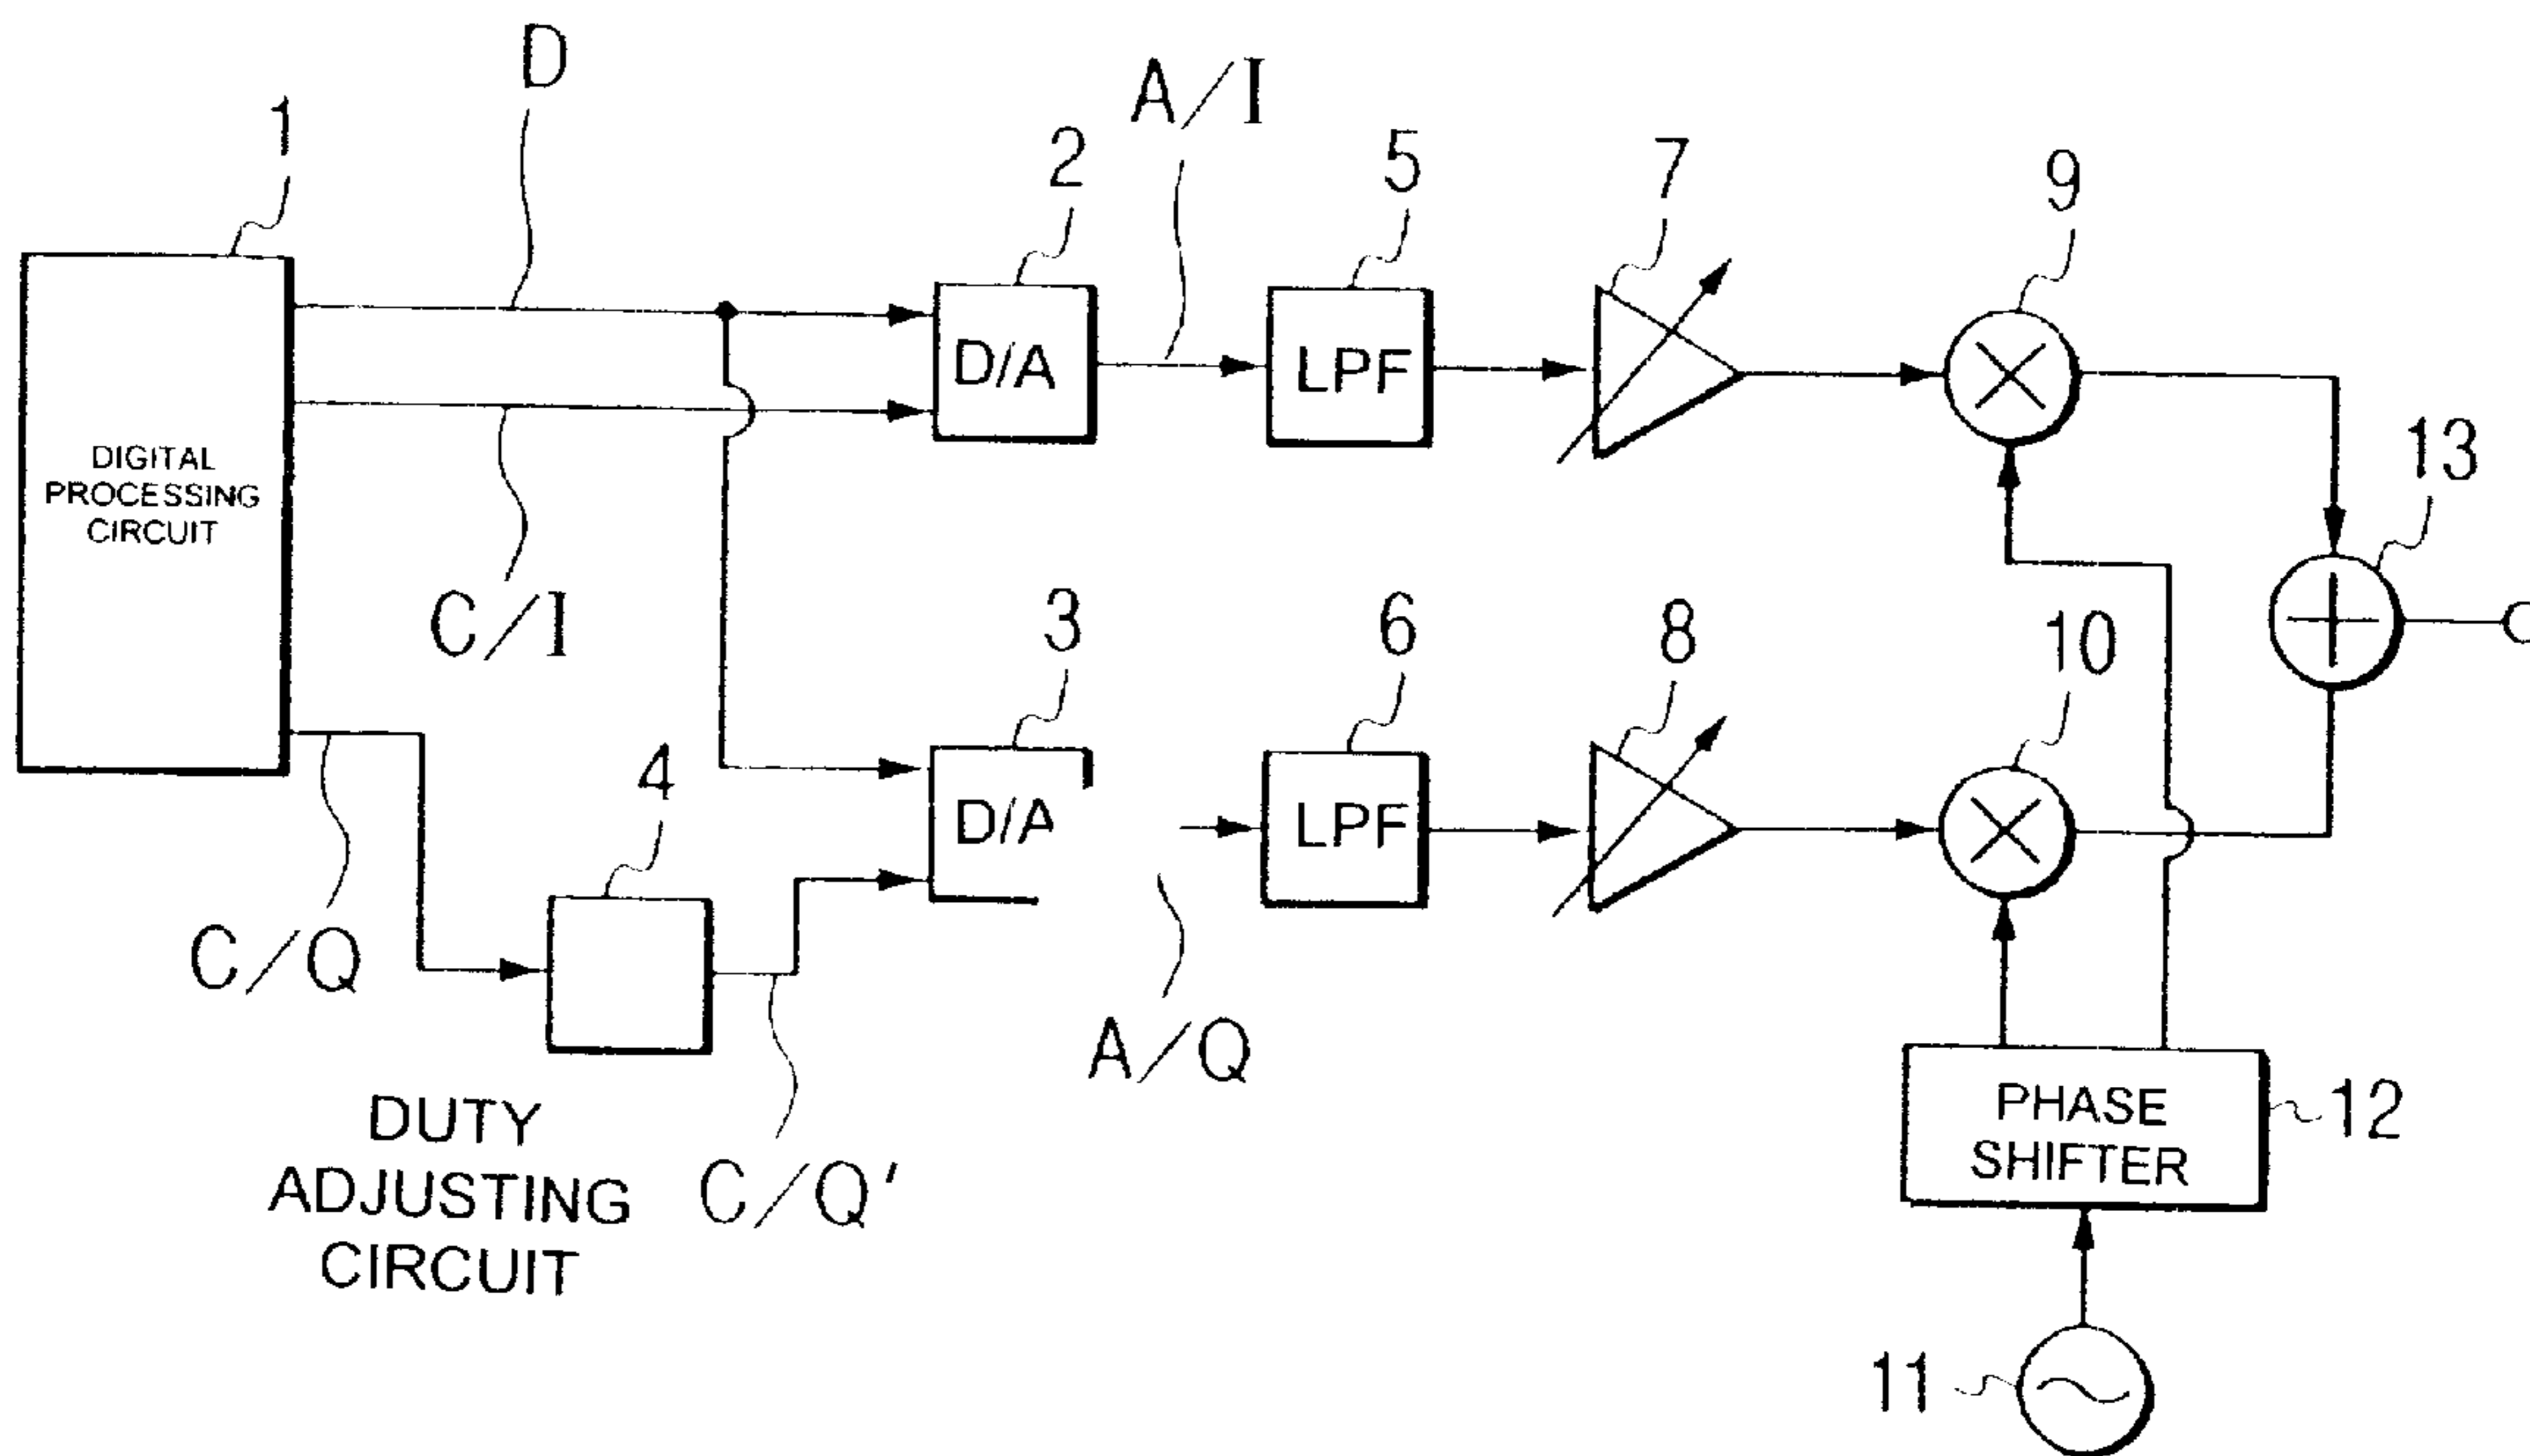 D
1
A/I
2
5
7
9
D/A
LPF
DIGITAL
PROCESSING
CIRCUIT
13
C/I
3
6
8
10
D/A
LPF
4
C/Q
A/Q
DUTY
ADJUSTING
CIRCUIT
C/Q'
PHASE
SHIFTER
12
11